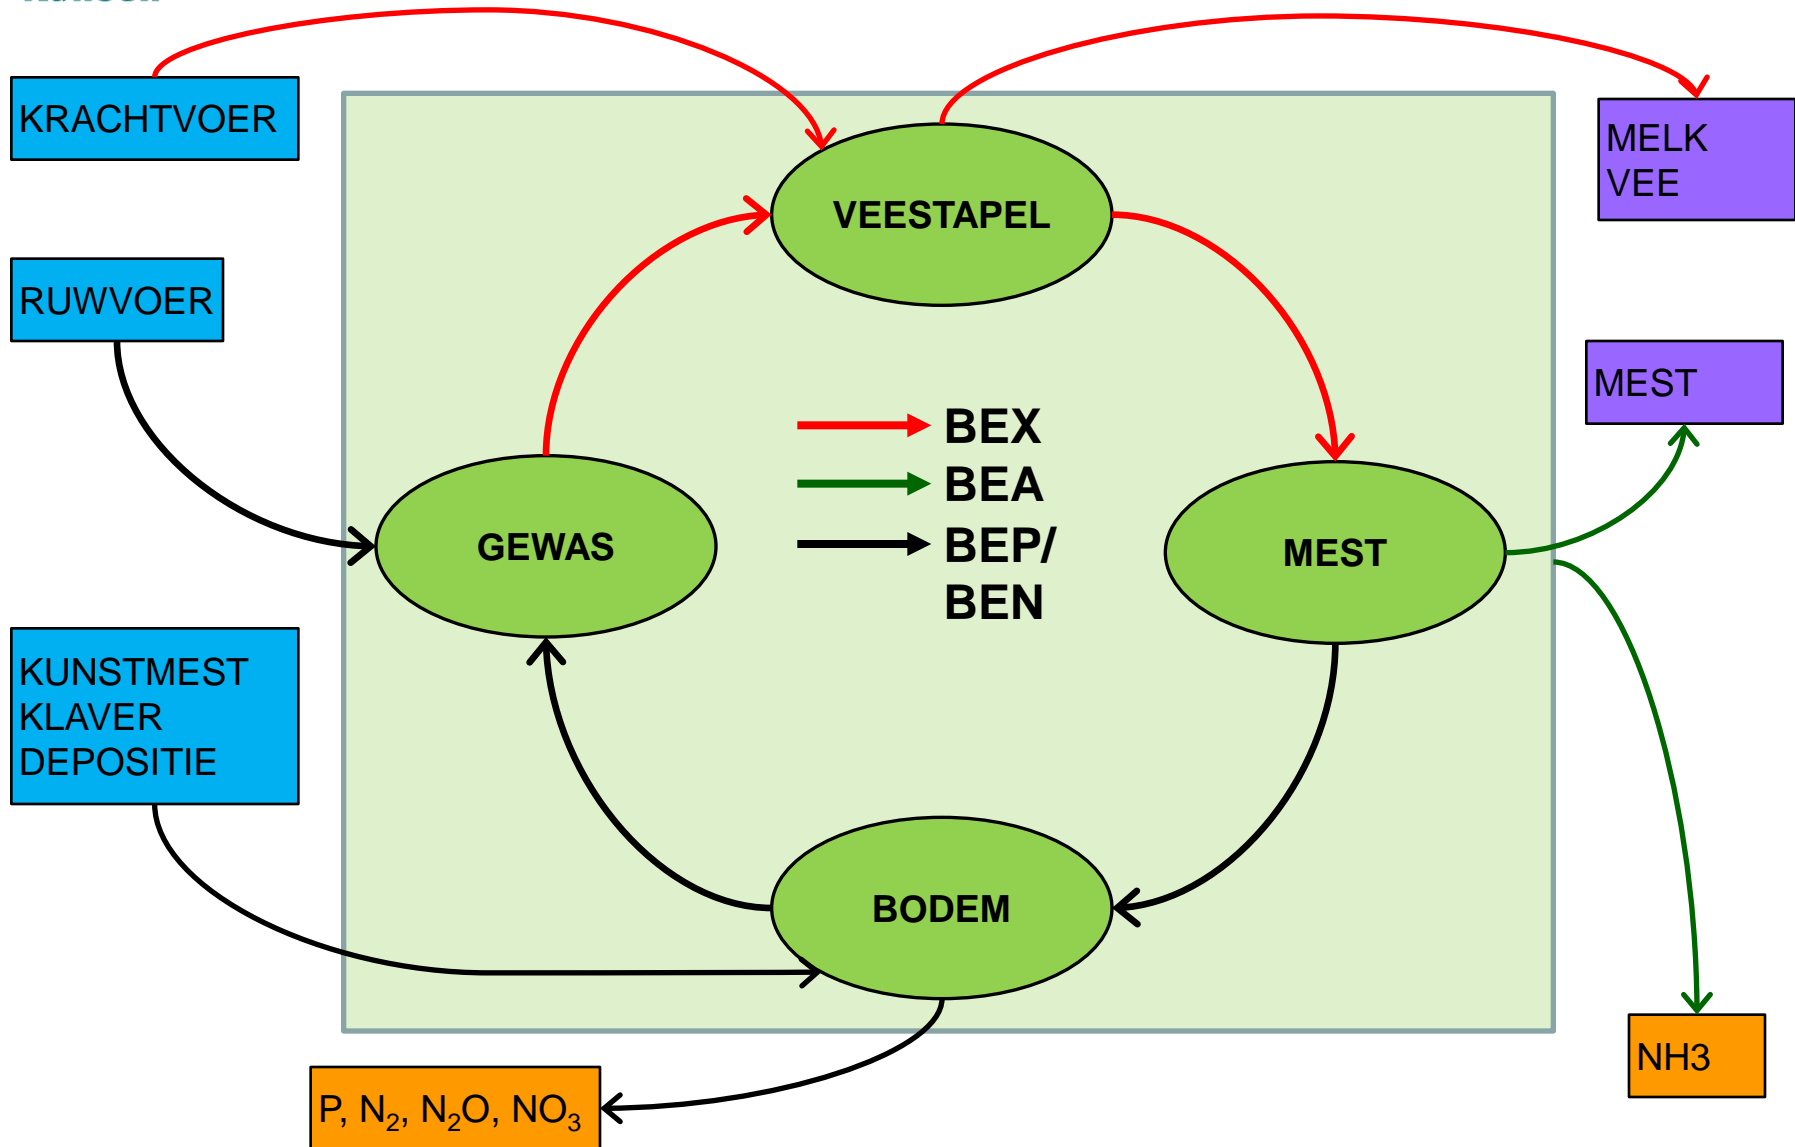 KRACHTVOER
MELK
VEE
VEESTAPEL
RUWVOER
MEST
BEX
BEA
BEP/
BEN
GEWAS
MEST
KUNSTMEST
KLAVER
DEPOSITIE
BODEM
NH3
P, N₂, N₂O, NO₃